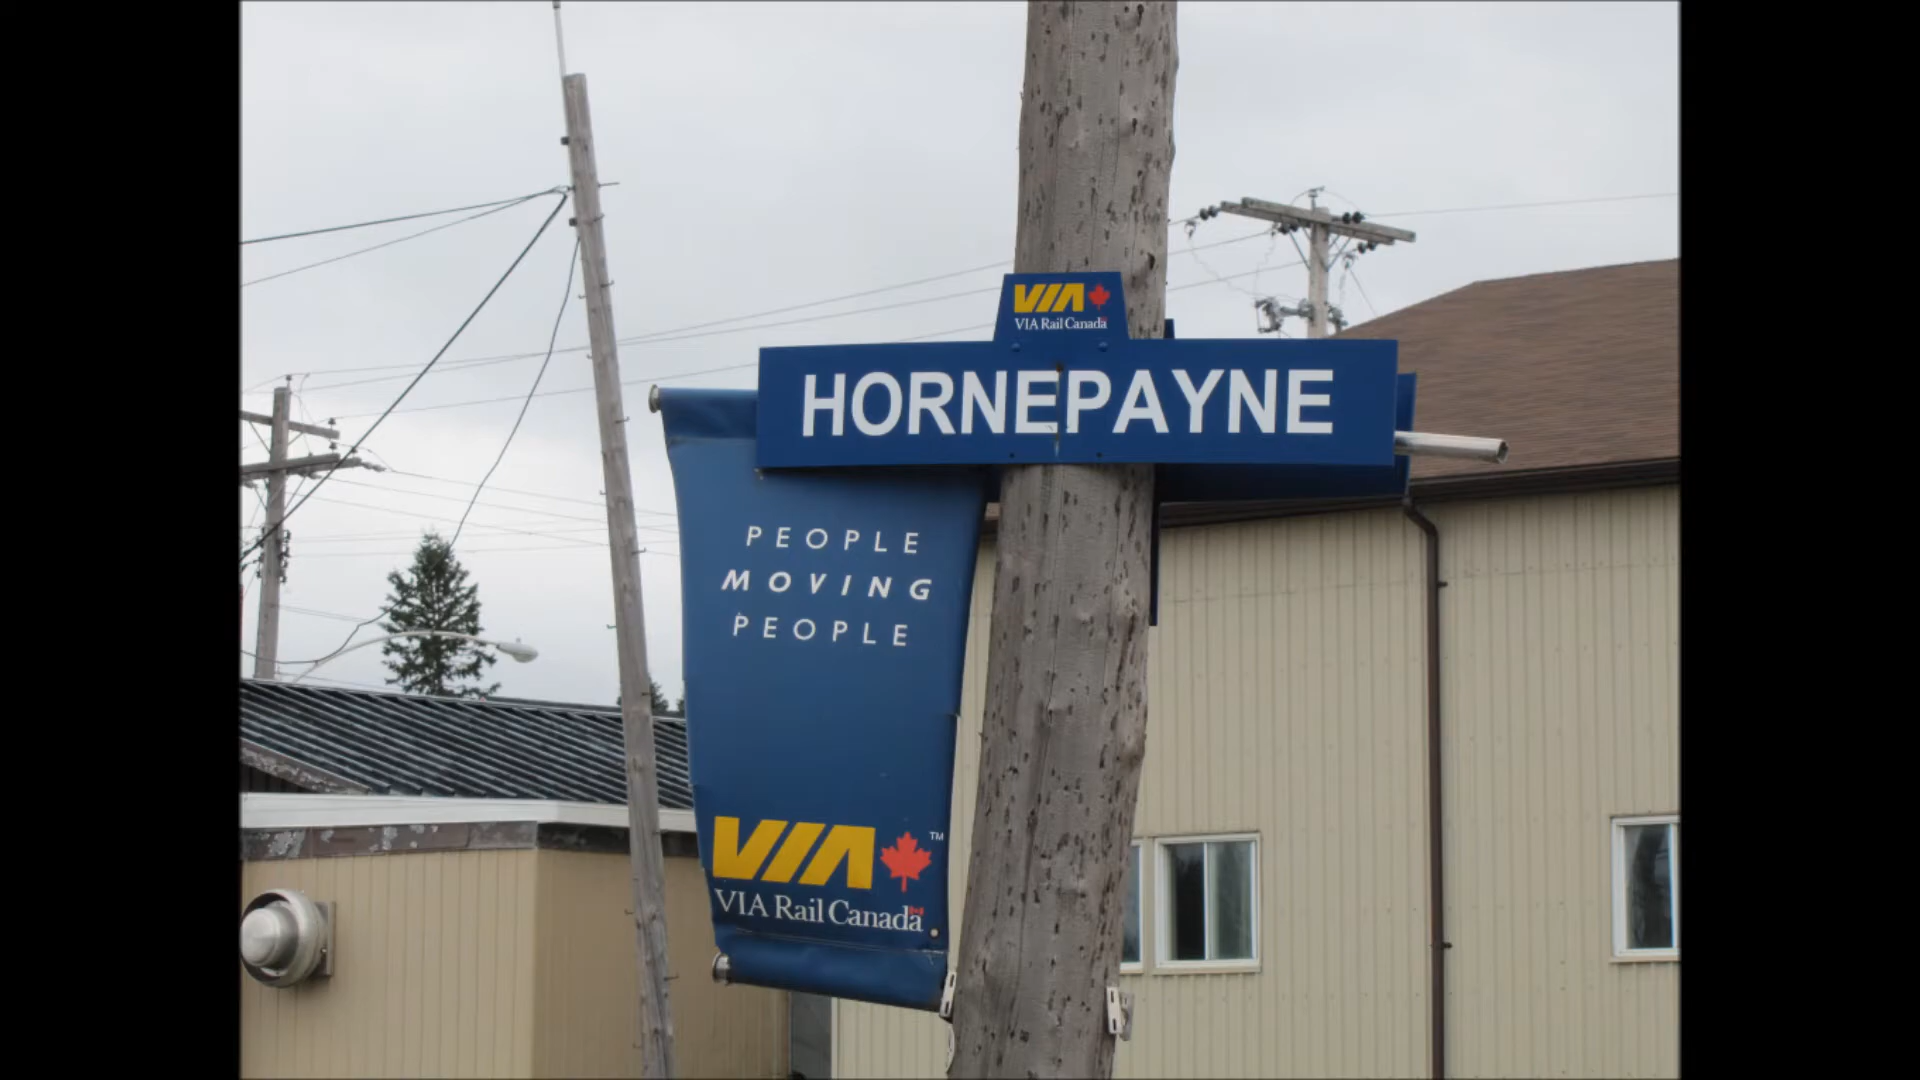 VIA
VIA Rail Canada
HORNEPAYNE
PEOPLE
MOVING
PEOPLE
VIA TM
VIA Rail Canada